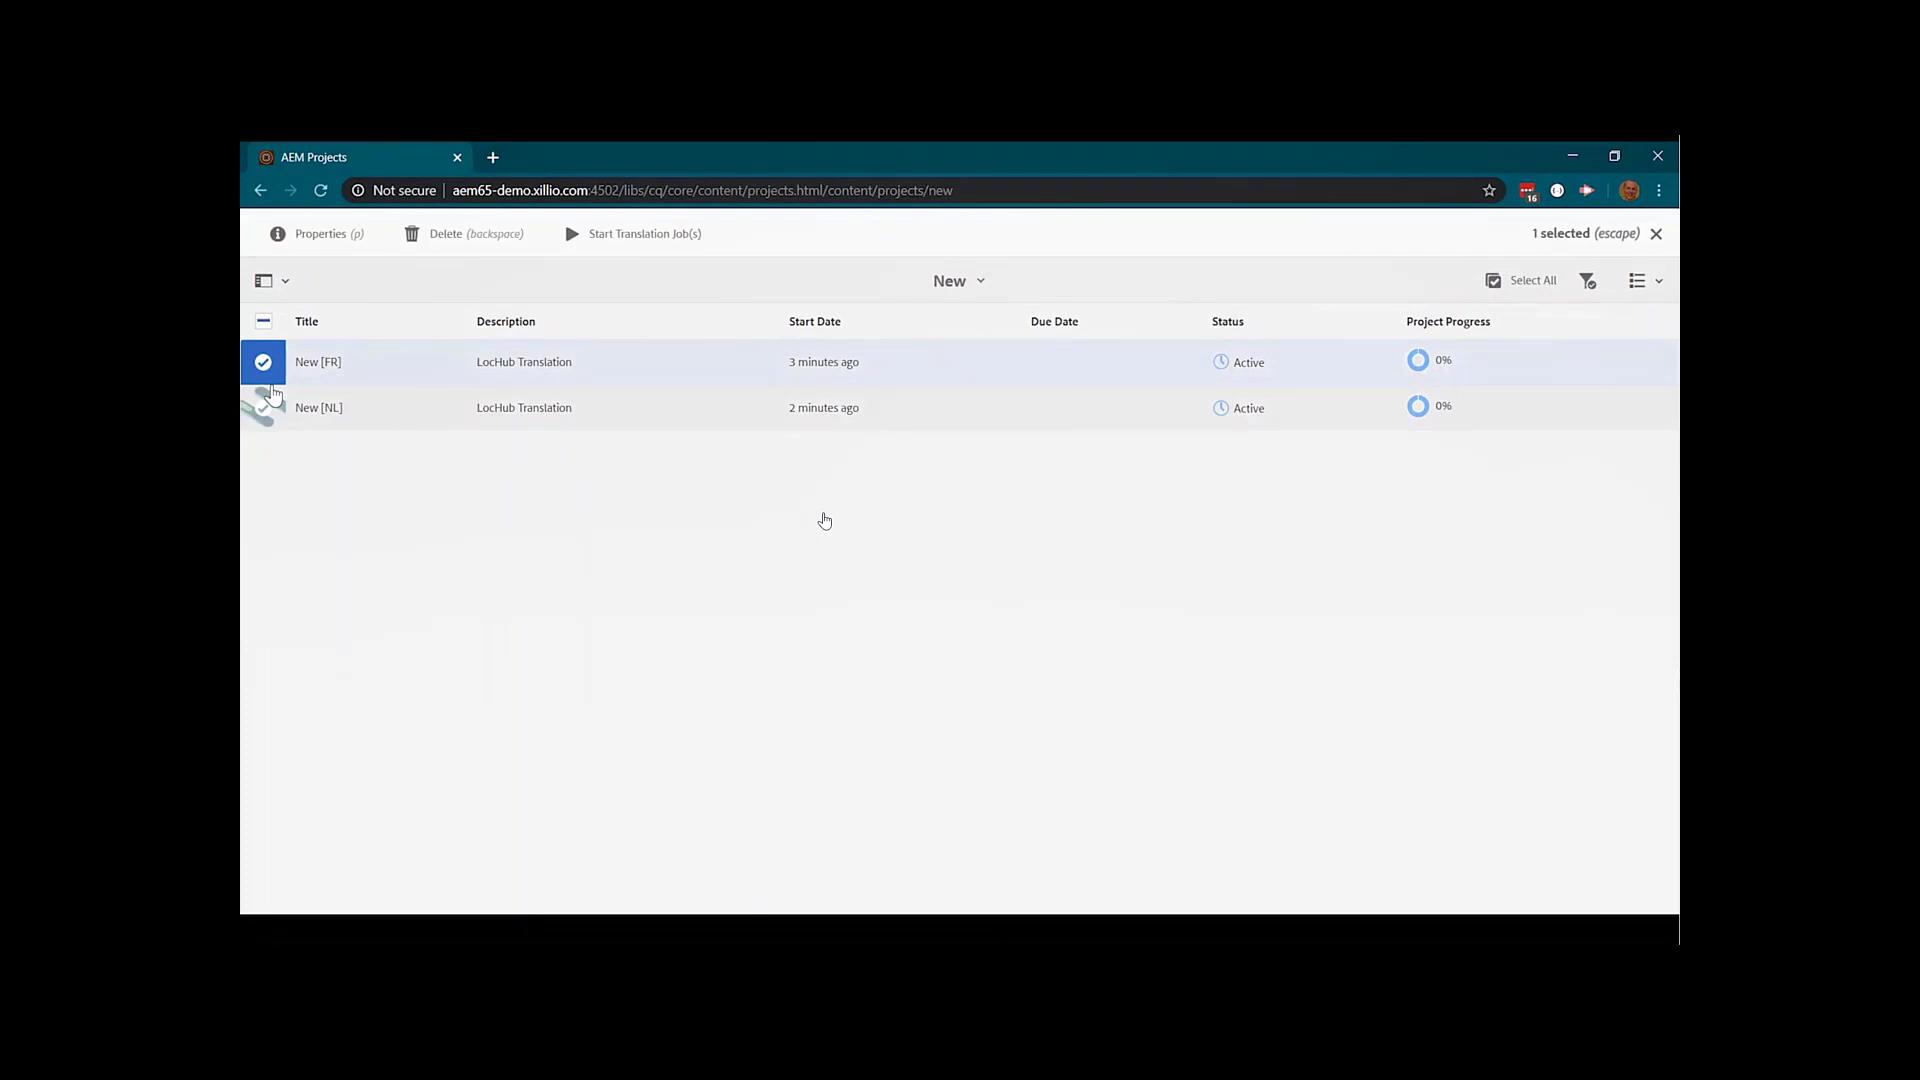 AEM Projects
Not secure | aem65-demo.xillio.com:4502/libs/cq/core/content/projects.html/content/projects/new
16
Properties (p) Delete (backspace) Start Translation Job(s) 1 selected (escape)
New Select All
Title Description Start Date Due Date Status Project Progress
New [FR] LocHub Translation 3 minutes ago Active 0%
New [NL] LocHub Translation 2 minutes ago Active 0%